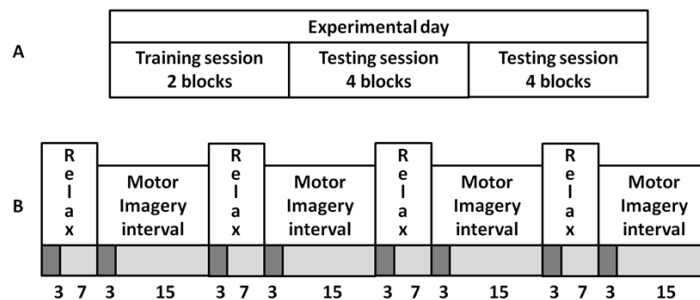 A
Experimental day
Training session
2 blocks
Testing session
4 blocks
Testing session
4 blocks
B
R
e
l
a
x
Motor
Imagery
interval
R
e
l
a
x
Motor
Imagery
interval
R
e
l
a
x
Motor
Imagery
interval
R
e
l
a
x
Motor
Imagery
interval
3 7 3 15 3 7 3 15 3 7 3 15 3 7 3 15